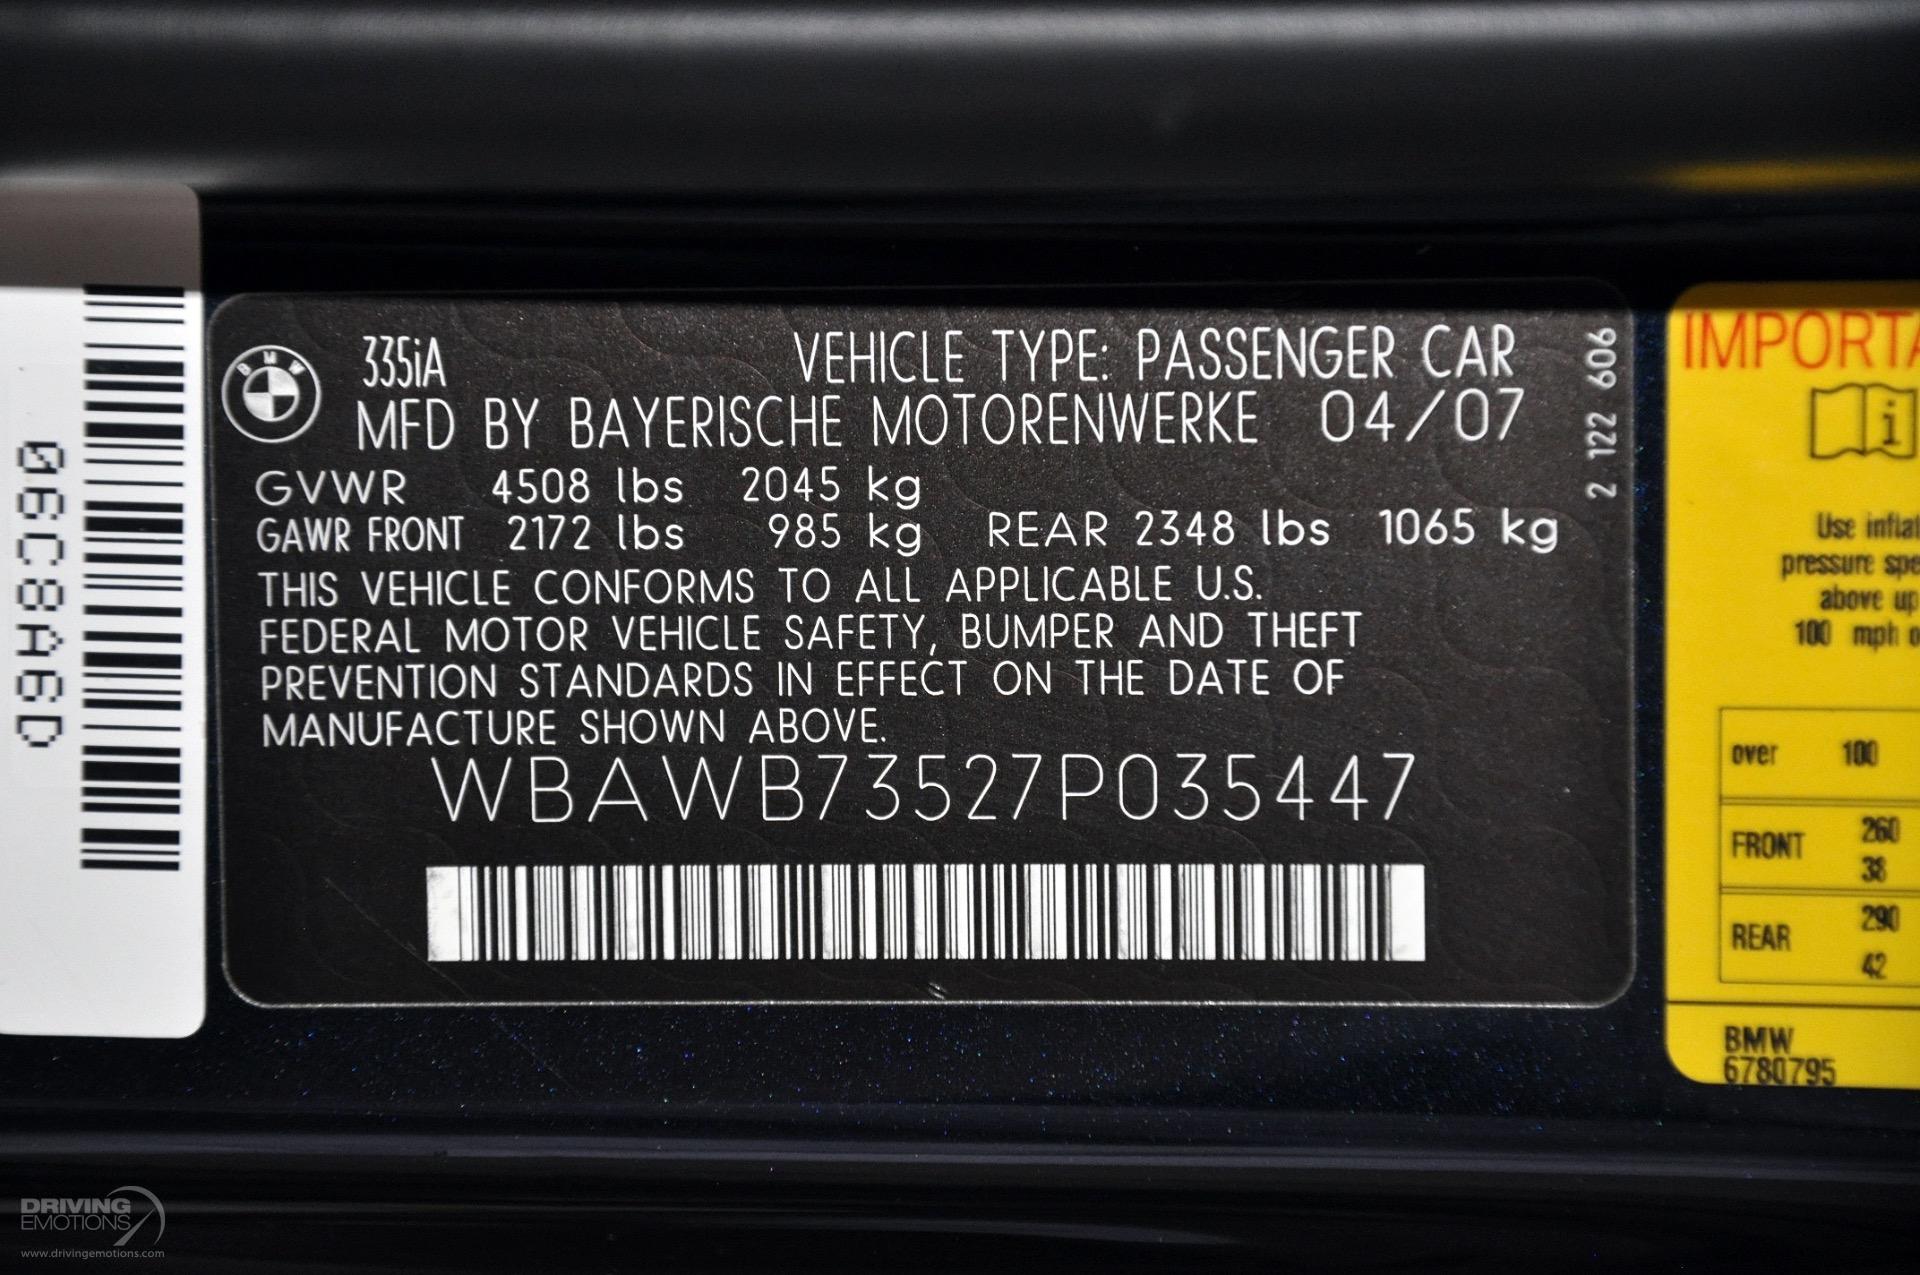 06C8A6D
BMW
335iA VEHICLE TYPE: PASSENGER CAR
MFD BY BAYERISCHE MOTORENWERKE 04/07
GVWR 4508 lbs 2045 kg
GAWR FRONT 2172 lbs 985 kg REAR 2348 lbs 1065 kg
THIS VEHICLE CONFORMS TO ALL APPLICABLE U.S.
FEDERAL MOTOR VEHICLE SAFETY, BUMPER AND THEFT
PREVENTION STANDARDS IN EFFECT ON THE DATE OF
MANUFACTURE SHOWN ABOVE.
WBAWB73527P035447
2 122 606
i
Use
pressure
above up
100 mph
over 100
FRONT 260
38
REAR 290
42
BMW
6780795
DRIVING
EMOTIONS
www.drivingemotions.com